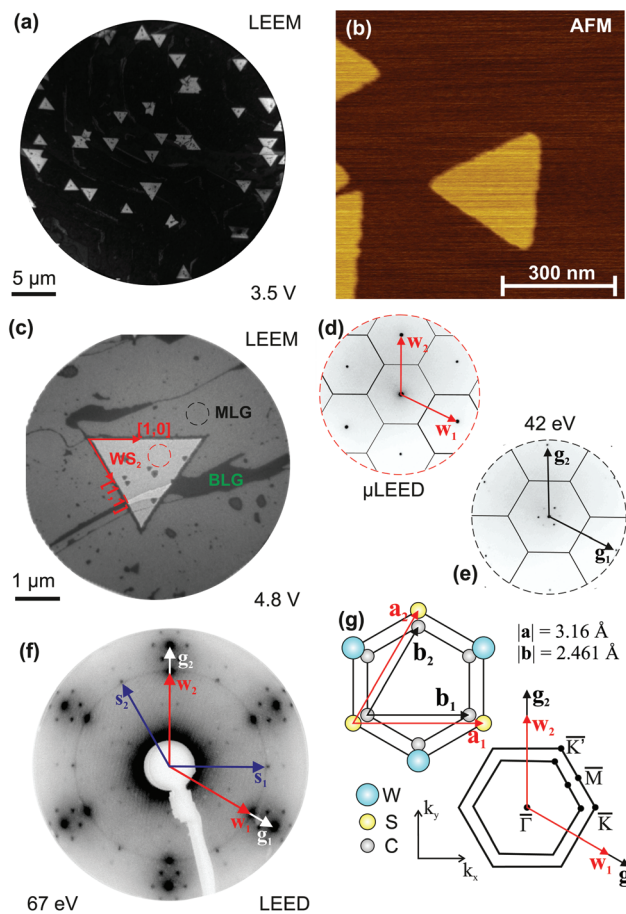 (a)
LEEM
5 μm
3.5 V
(b)
AFM
300 nm
(c)
LEEM
MLG
[1,0]
WS2
BLG
1 μm
4.8 V
(d)
w2
w1
μLEED
42 eV
g2
g1
(e)
(f)
g2
w2
s2
s1
w1
g1
67 eV
LEED
(g)
a2
b2
b1
a1
|a| = 3.16 Å
|b| = 2.461 Å
W
S
C
ky
kx
g2
w2
K'
M
Γ
K
w1
g